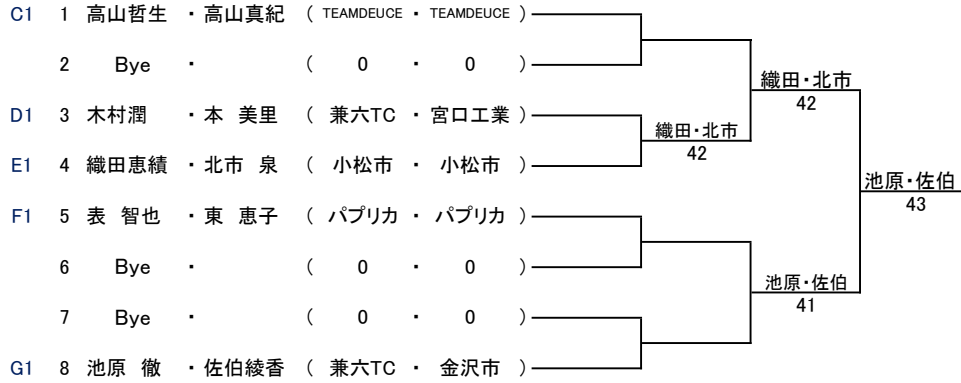 C1 1 高山哲生 ・ 高山真紀 ( TEAMDEUCE ・ TEAMDEUCE )
2 Bye ・ ( 0 ・ 0 )
織田・北市
42
D1 3 木村潤 ・ 本 美里 ( 兼六TC ・ 宮口工業 )
織田・北市
42
E1 4 織田恵績 ・ 北市 泉 ( 小松市 ・ 小松市 )
池原・佐伯
43
F1 5 表 智也 ・ 東 恵子 ( パプリカ ・ パプリカ )
6 Bye ・ ( 0 ・ 0 )
池原・佐伯
41
7 Bye ・ ( 0 ・ 0 )
G1 8 池原 徹 ・ 佐伯綾香 ( 兼六TC ・ 金沢市 )